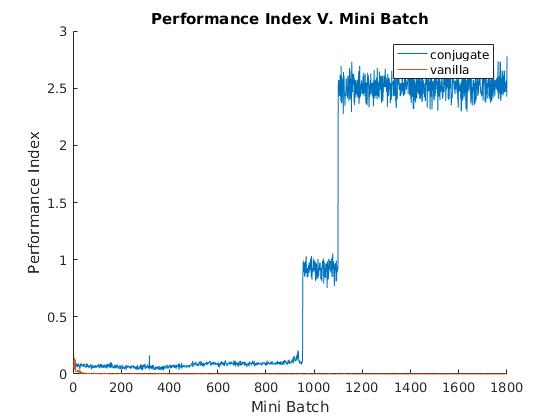 Performance Index V. Mini Batch
3
conjugate
vanilla
2.5
2
1.5
1
0.5
0
Performance Index
0 200 400 600 800 1000 1200 1400 1600 1800
Mini Batch